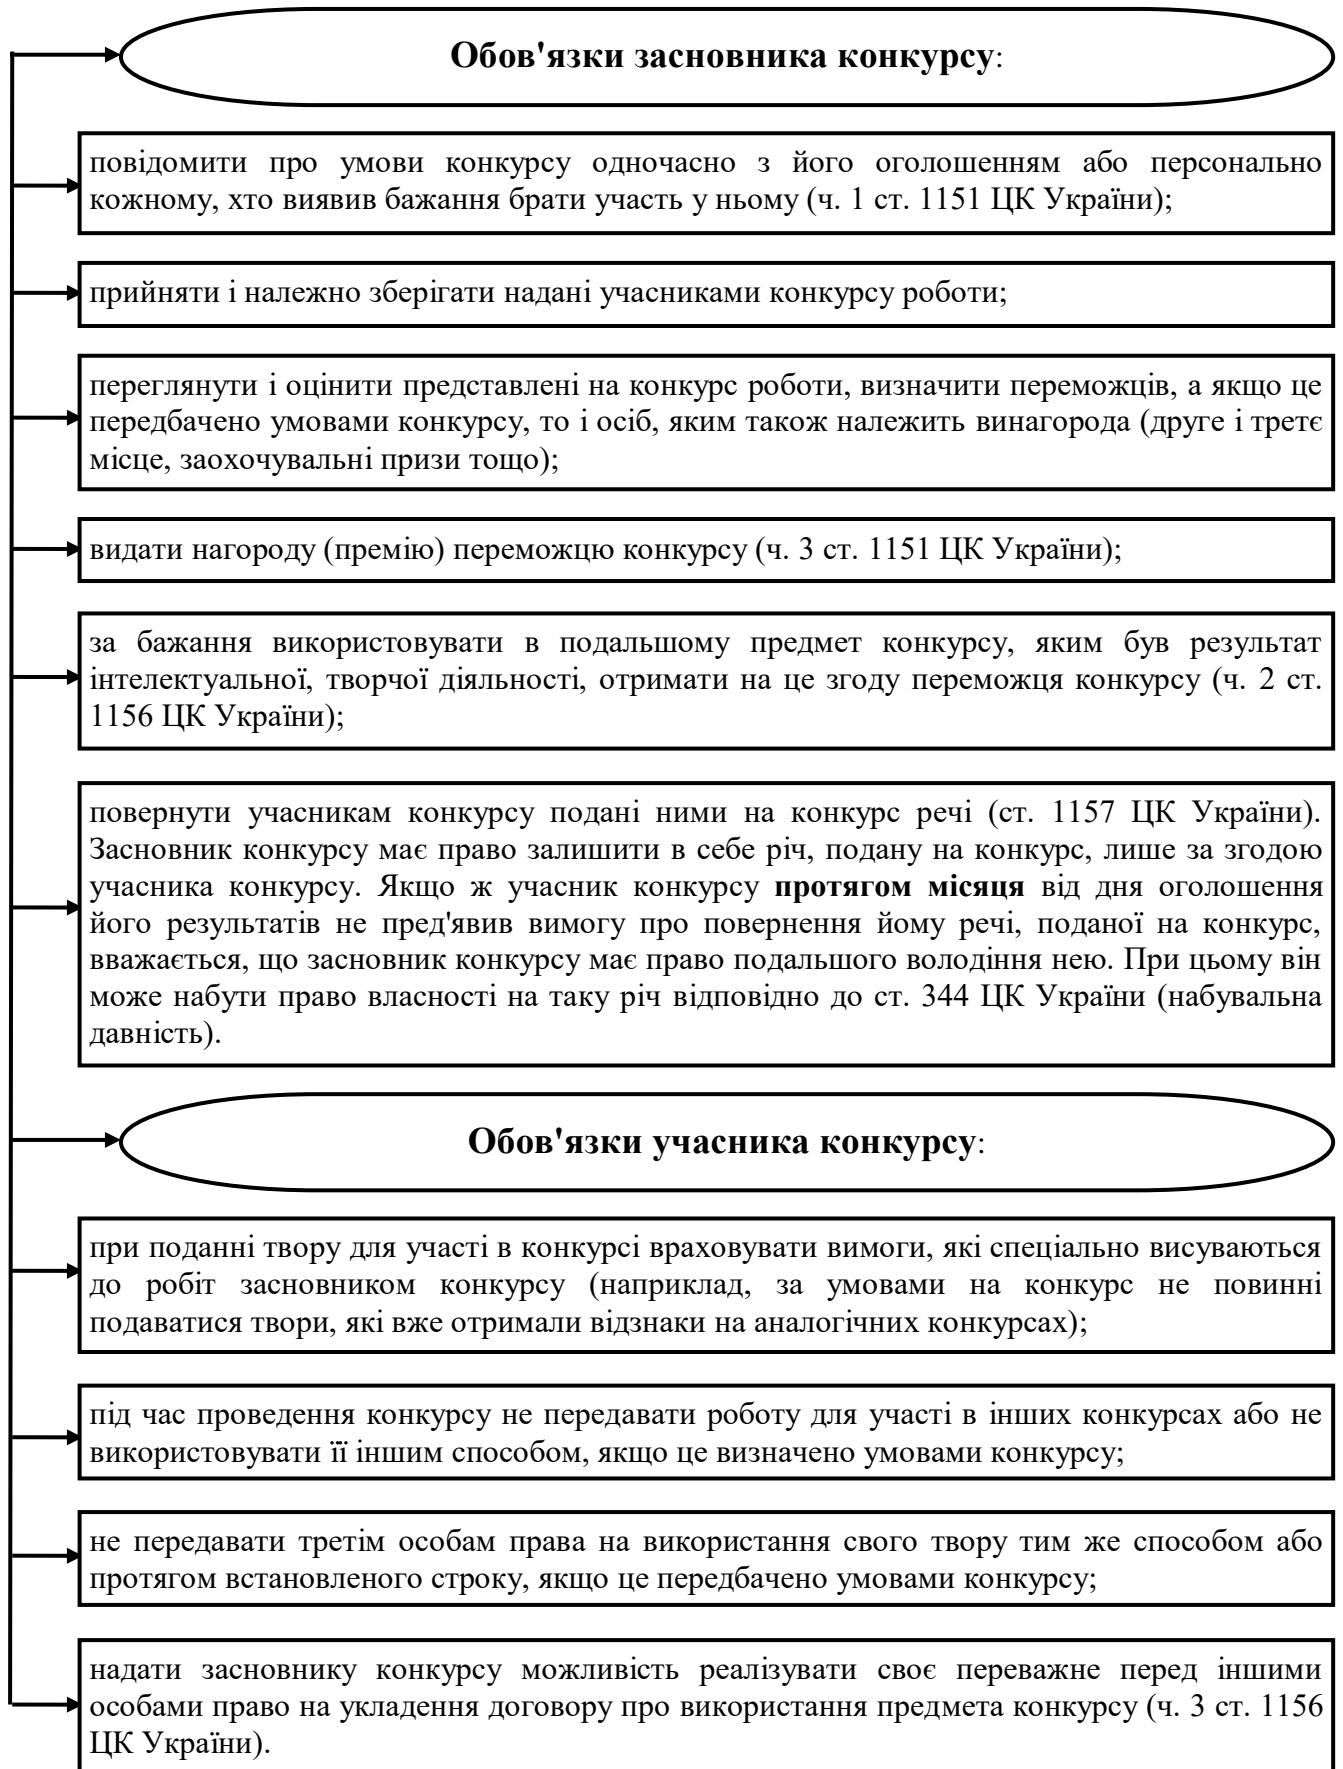 Обов'язки засновника конкурсу:
повідомити про умови конкурсу одночасно з його оголошенням або персонально
кожному, хто виявив бажання брати участь у ньому (ч. 1 ст. 1151 ЦК України);
прийняти і належно зберігати надані учасниками конкурсу роботи;
переглянути і оцінити представлені на конкурс роботи, визначити переможців, а якщо це
передбачено умовами конкурсу, то і осіб, яким також належить винагорода (друге і третє
місце, заохочувальні призи тощо);
видати нагороду (премію) переможцю конкурсу (ч. 3 ст. 1151 ЦК України);
за бажання використовувати в подальшому предмет конкурсу, яким був результат
інтелектуальної, творчої діяльності, отримати на це згоду переможця конкурсу (ч. 2 ст.
1156 ЦК України);
повернути учасникам конкурсу подані ними на конкурс речі (ст. 1157 ЦК України).
Засновник конкурсу має право залишити в себе річ, подану на конкурс, лише за згодою
учасника конкурсу. Якщо ж учасник конкурсу протягом місяця від дня оголошення
його результатів не пред'явив вимогу про повернення йому речі, поданої на конкурс,
вважається, що засновник конкурсу має право подальшого володіння нею. При цьому він
може набути право власності на таку річ відповідно до ст. 344 ЦК України (набувальна
давність).
Обов'язки учасника конкурсу:
при поданні твору для участі в конкурсі враховувати вимоги, які спеціально висуваються
до робіт засновником конкурсу (наприклад, за умовами на конкурс не повинні
подаватися твори, які вже отримали відзнаки на аналогічних конкурсах);
під час проведення конкурсу не передавати роботу для участі в інших конкурсах або не
використовувати її іншим способом, якщо це визначено умовами конкурсу;
не передавати третім особам права на використання свого твору тим же способом або
протягом встановленого строку, якщо це передбачено умовами конкурсу;
надати засновнику конкурсу можливість реалізувати своє переважне перед іншими
особами право на укладення договору про використання предмета конкурсу (ч. 3 ст. 1156
ЦК України).